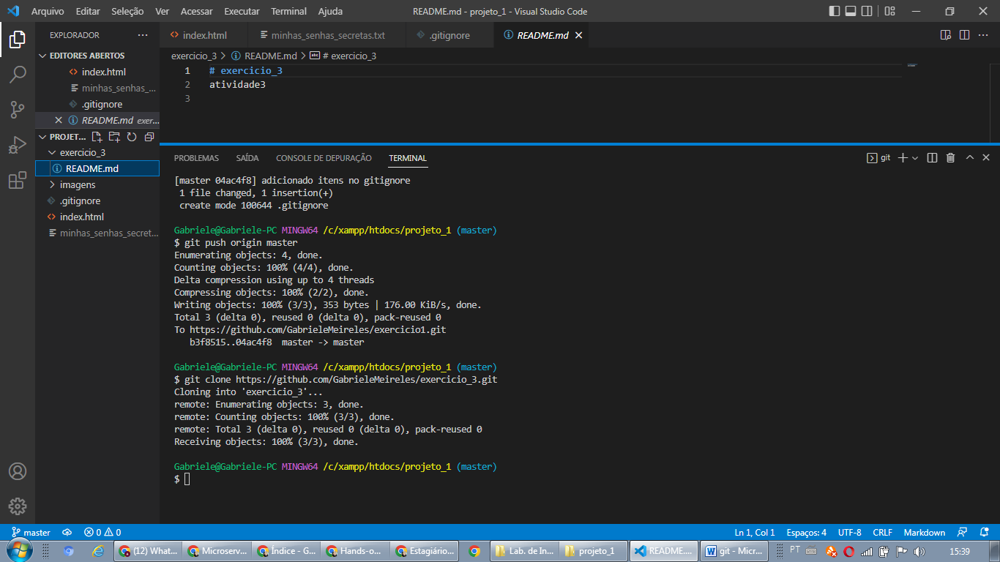 Arquivo Editar Seleção Ver Acessar Executar Terminal Ajuda README.md - projeto_1 - Visual Studio Code
EXPLORADOR ...
index.html minhas_senhas_secretas.txt .gitignore README.md
EDITORES ABERTOS
index.html
minhas_senhas_...
.gitignore
README.md exer...
PROJET...
exercicio_3
README.md
imagens
.gitignore
index.html
minhas_senhas_secret...
exercicio_3 > README.md > # exercicio_3
1 # exercicio_3
2 atividade3
3
PROBLEMAS SAÍDA CONSOLE DE DEPURAÇÃO TERMINAL git
[master 04ac4f8] adicionado itens no gitignore
1 file changed, 1 insertion(+)
create mode 100644 .gitignore
Gabriele@Gabriele-PC MINGW64 /c/xampp/htdocs/projeto_1 (master)
$ git push origin master
Enumerating objects: 4, done.
Counting objects: 100% (4/4), done.
Delta compression using up to 4 threads
Compressing objects: 100% (2/2), done.
Writing objects: 100% (3/3), 353 bytes | 176.00 KiB/s, done.
Total 3 (delta 0), reused 0 (delta 0), pack-reused 0
To https://github.com/GabrieleMeireles/exercicio1.git
b3f8515..04ac4f8 master -> master
Gabriele@Gabriele-PC MINGW64 /c/xampp/htdocs/projeto_1 (master)
$ git clone https://github.com/GabrieleMeireles/exercicio_3.git
Cloning into 'exercicio_3'...
remote: Enumerating objects: 3, done.
remote: Counting objects: 100% (3/3), done.
remote: Total 3 (delta 0), reused 0 (delta 0), pack-reused 0
Receiving objects: 100% (3/3), done.
Gabriele@Gabriele-PC MINGW64 /c/xampp/htdocs/projeto_1 (master)
$
master 0 0 Ln 1, Col 1 Espaços: 4 UTF-8 CRLF Markdown
(12) What... Microserv... Índice - G... Hands-o... Estagiário... Lab. de In... projeto_1 README.... git - Micr... PT 15:39